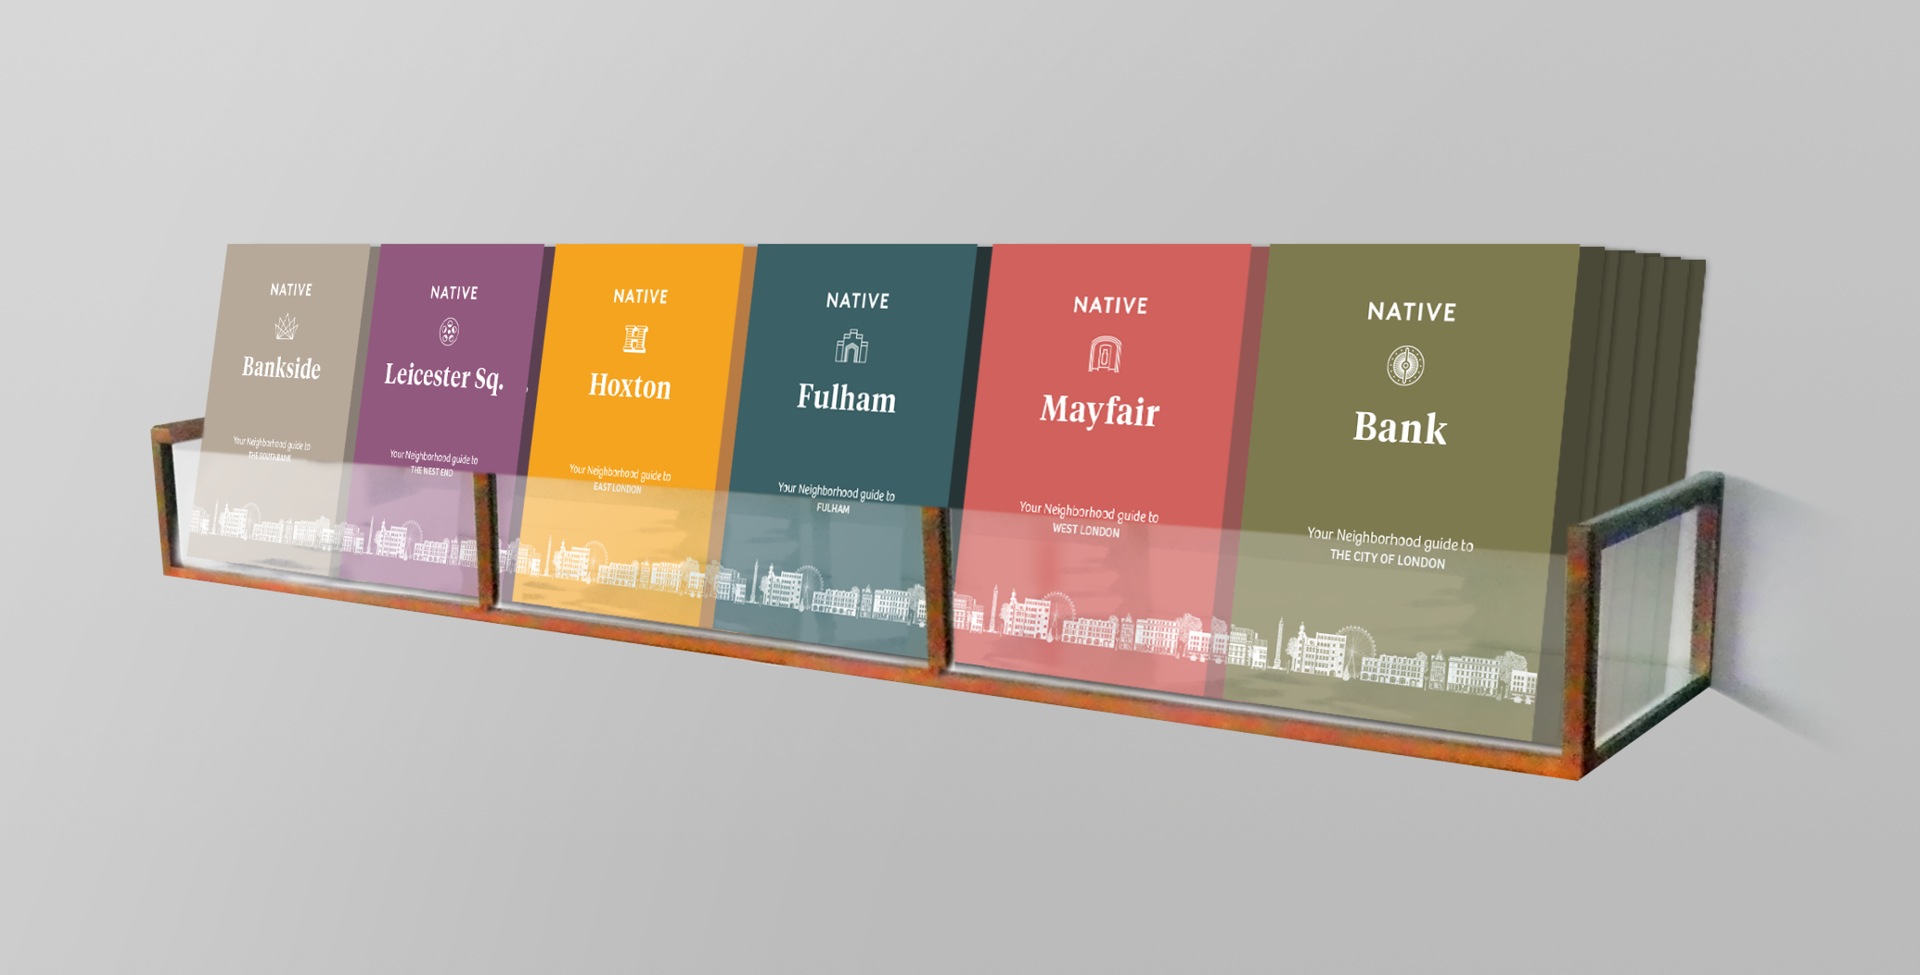 NATIVE
Bankside
Your Neighborhood guide to
THE SOUTHBANK
NATIVE
Leicester Sq.
Your Neighborhood guide to
THE WEST END
NATIVE
H
Hoxton
Your Neighborhood guide to
EAST LONDON
NATIVE
Fulham
Your Neighborhood guide to
FULHAM
NATIVE
Mayfair
Your Neighborhood guide to
WEST LONDON
NATIVE
Bank
Your Neighborhood guide to
THE CITY OF LONDON